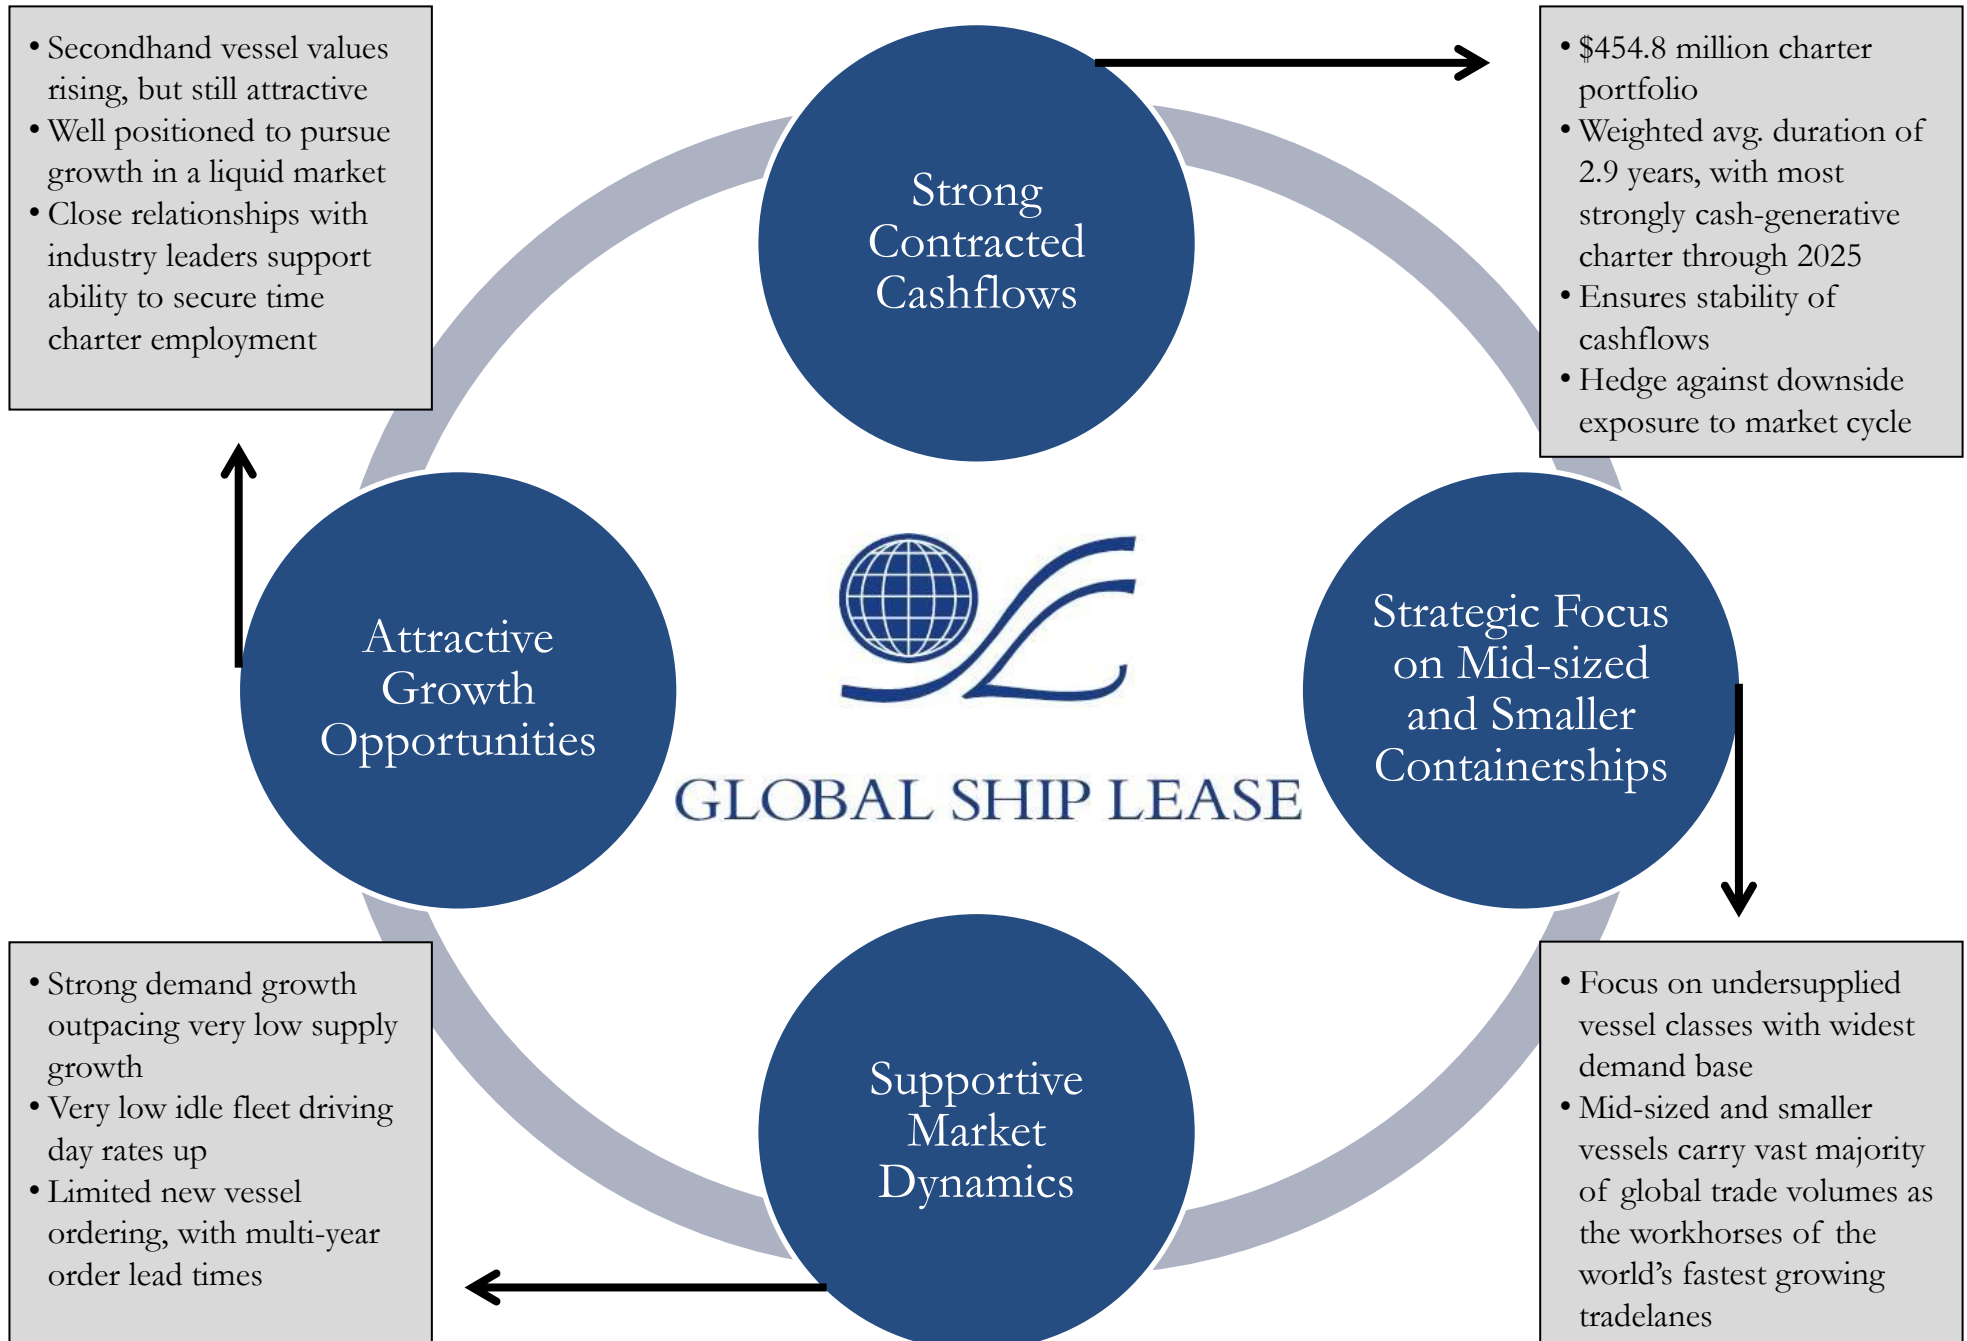 • Secondhand vessel values
rising, but still attractive
• Well positioned to pursue
growth in a liquid market
• Close relationships with
industry leaders support
ability to secure time
charter employment
Strong
Contracted
Cashflows
• $454.8 million charter
portfolio
• Weighted avg. duration of
2.9 years, with most
strongly cash-generative
charter through 2025
• Ensures stability of
cashflows
• Hedge against downside
exposure to market cycle
Attractive
Growth
Opportunities
GLOBAL SHIP LEASE
Strategic Focus
on Mid-sized
and Smaller
Containerships
• Strong demand growth
outpacing very low supply
growth
• Very low idle fleet driving
day rates up
• Limited new vessel
ordering, with multi-year
order lead times
Supportive
Market
Dynamics
• Focus on undersupplied
vessel classes with widest
demand base
• Mid-sized and smaller
vessels carry vast majority
of global trade volumes as
the workhorses of the
world’s fastest growing
tradelanes